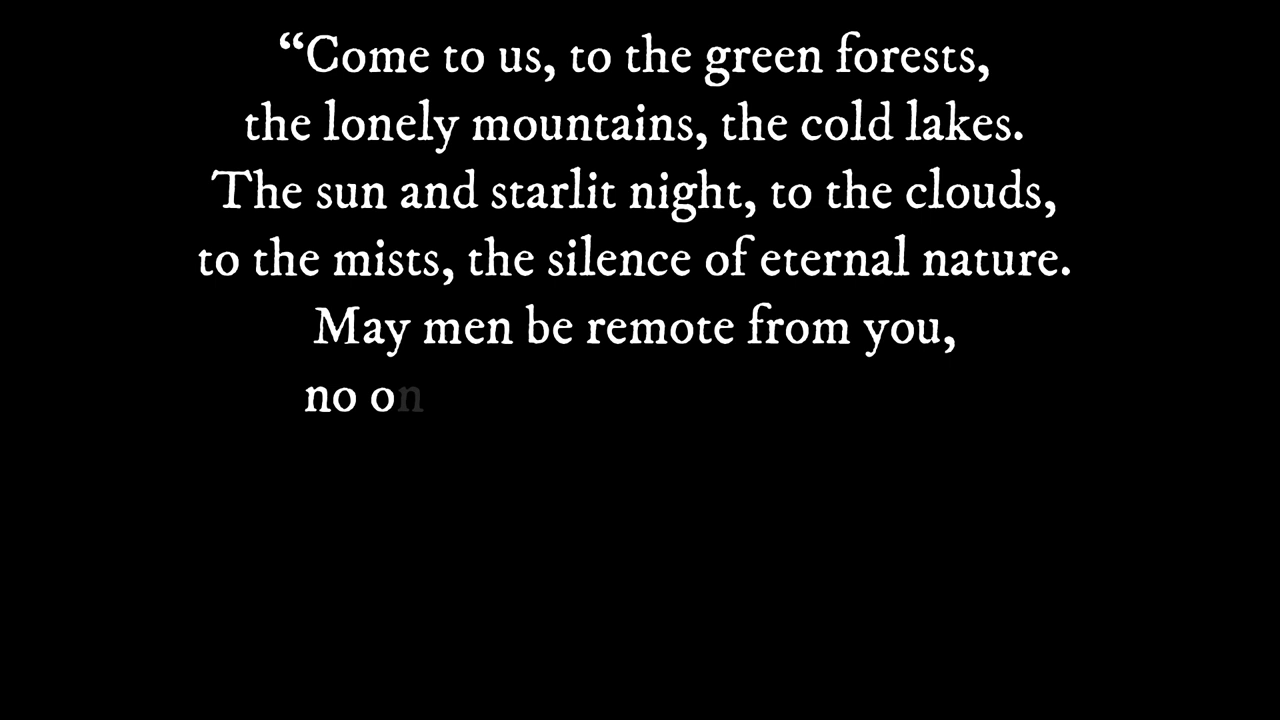 “Come to us, to the green forests,
the lonely mountains, the cold lakes.
The sun and starlit night, to the clouds,
to the mists, the silence of eternal nature.
May men be remote from you,
no on